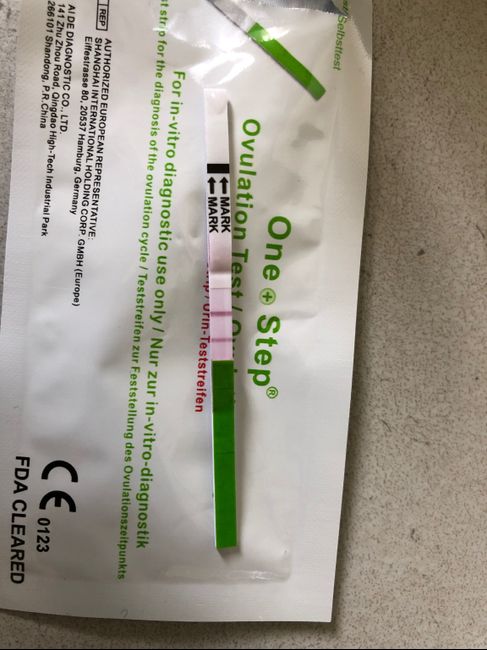 /Selbsttest
One Step®
Ovulation Test /
rip / Urin-Teststreifen
For in-vitro diagnostic use only / Nur zur in-vitro-diagnostik
st strip for the diagnosis of the ovulation cycle / Teststreifen zur Feststellung des Ovulationszeitpunkts
MARK
MARK
REP
AUTHORIZED EUROPEAN REPRESENTATIVE:
SHANGHAI INTERNATIONAL HOLDING CORP. GMBH (Europe)
Eiffestrasse 80, 20537 Hamburg, Germany
AI DE DIAGNOSTIC CO., LTD.
141 Zhu Zhou Road, Qingdao High-Tech Industrial Park
266101 Shandong, P.R.China
CE 0123
FDA CLEARED